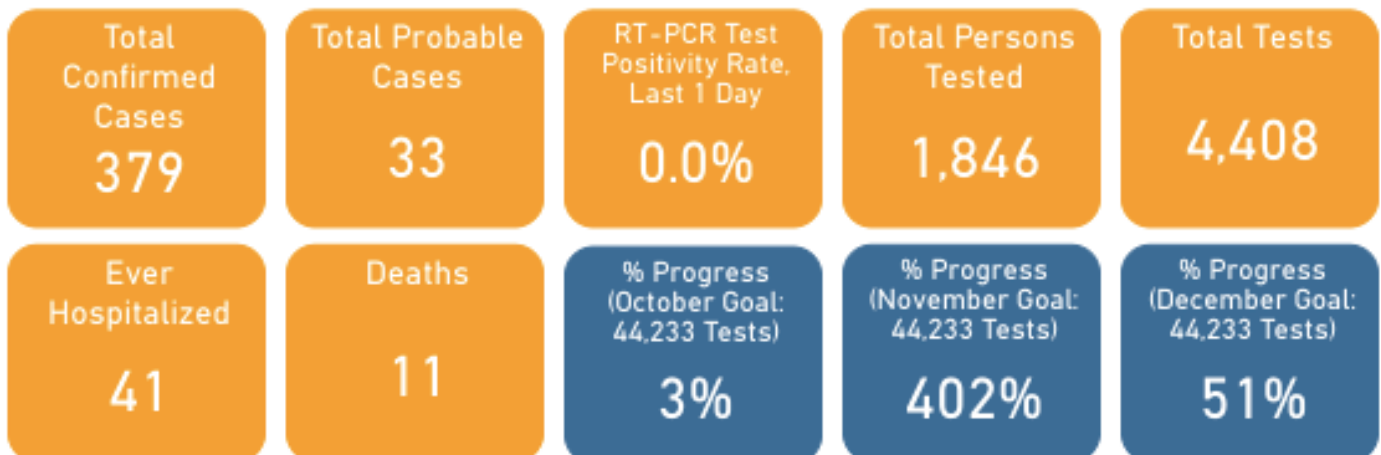 Total
Confirmed
Cases
379
Total Probable
Cases
33
RT-PCR Test
Positivity Rate,
Last 1 Day
0.0%
Total Persons
Tested
1,846
Total Tests
4,408
Ever
Hospitalized
41
Deaths
11
% Progress
(October Goal:
44,233 Tests)
3%
% Progress
(November Goal:
44,233 Tests)
402%
% Progress
(December Goal:
44,233 Tests)
51%